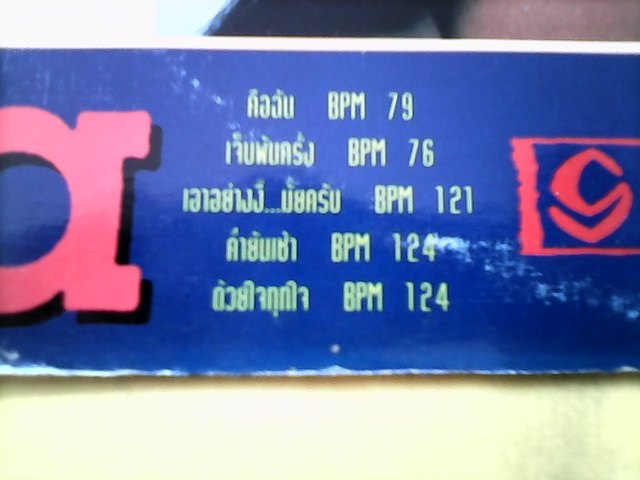 a
คือฉัน BPM 79
เจ็บพันครั้ง BPM 76
เอาอย่างงี้...มั้ยครับ BPM 121
ค่ำยันเช้า BPM 124
ด้วยใจทุกใจ BPM 124